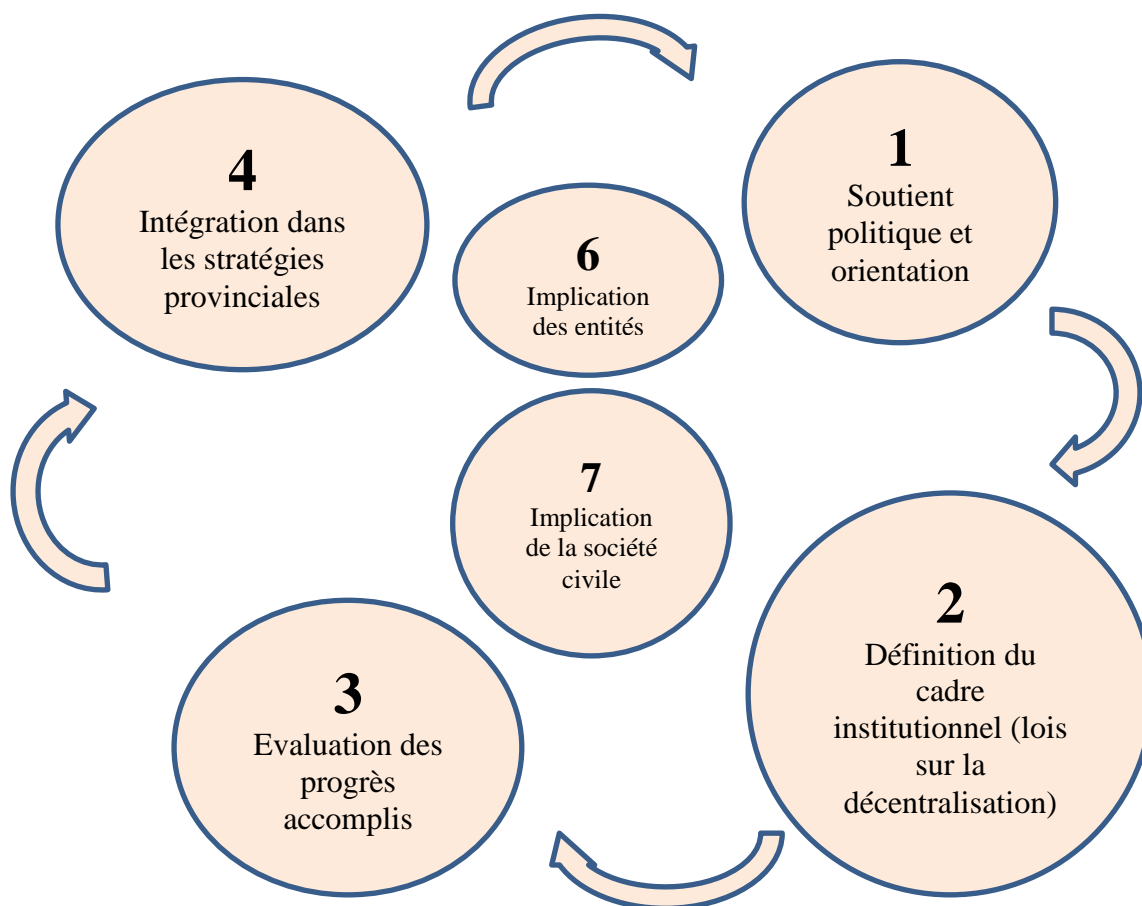 4
Intégration dans
les stratégies
provinciales
1
Soutient
politique et
orientation
6
Implication
des entités
7
Implication
de la société
civile
2
Définition du
cadre
institutionnel (lois
sur la
décentralisation)
3
Evaluation des
progrès
accomplis